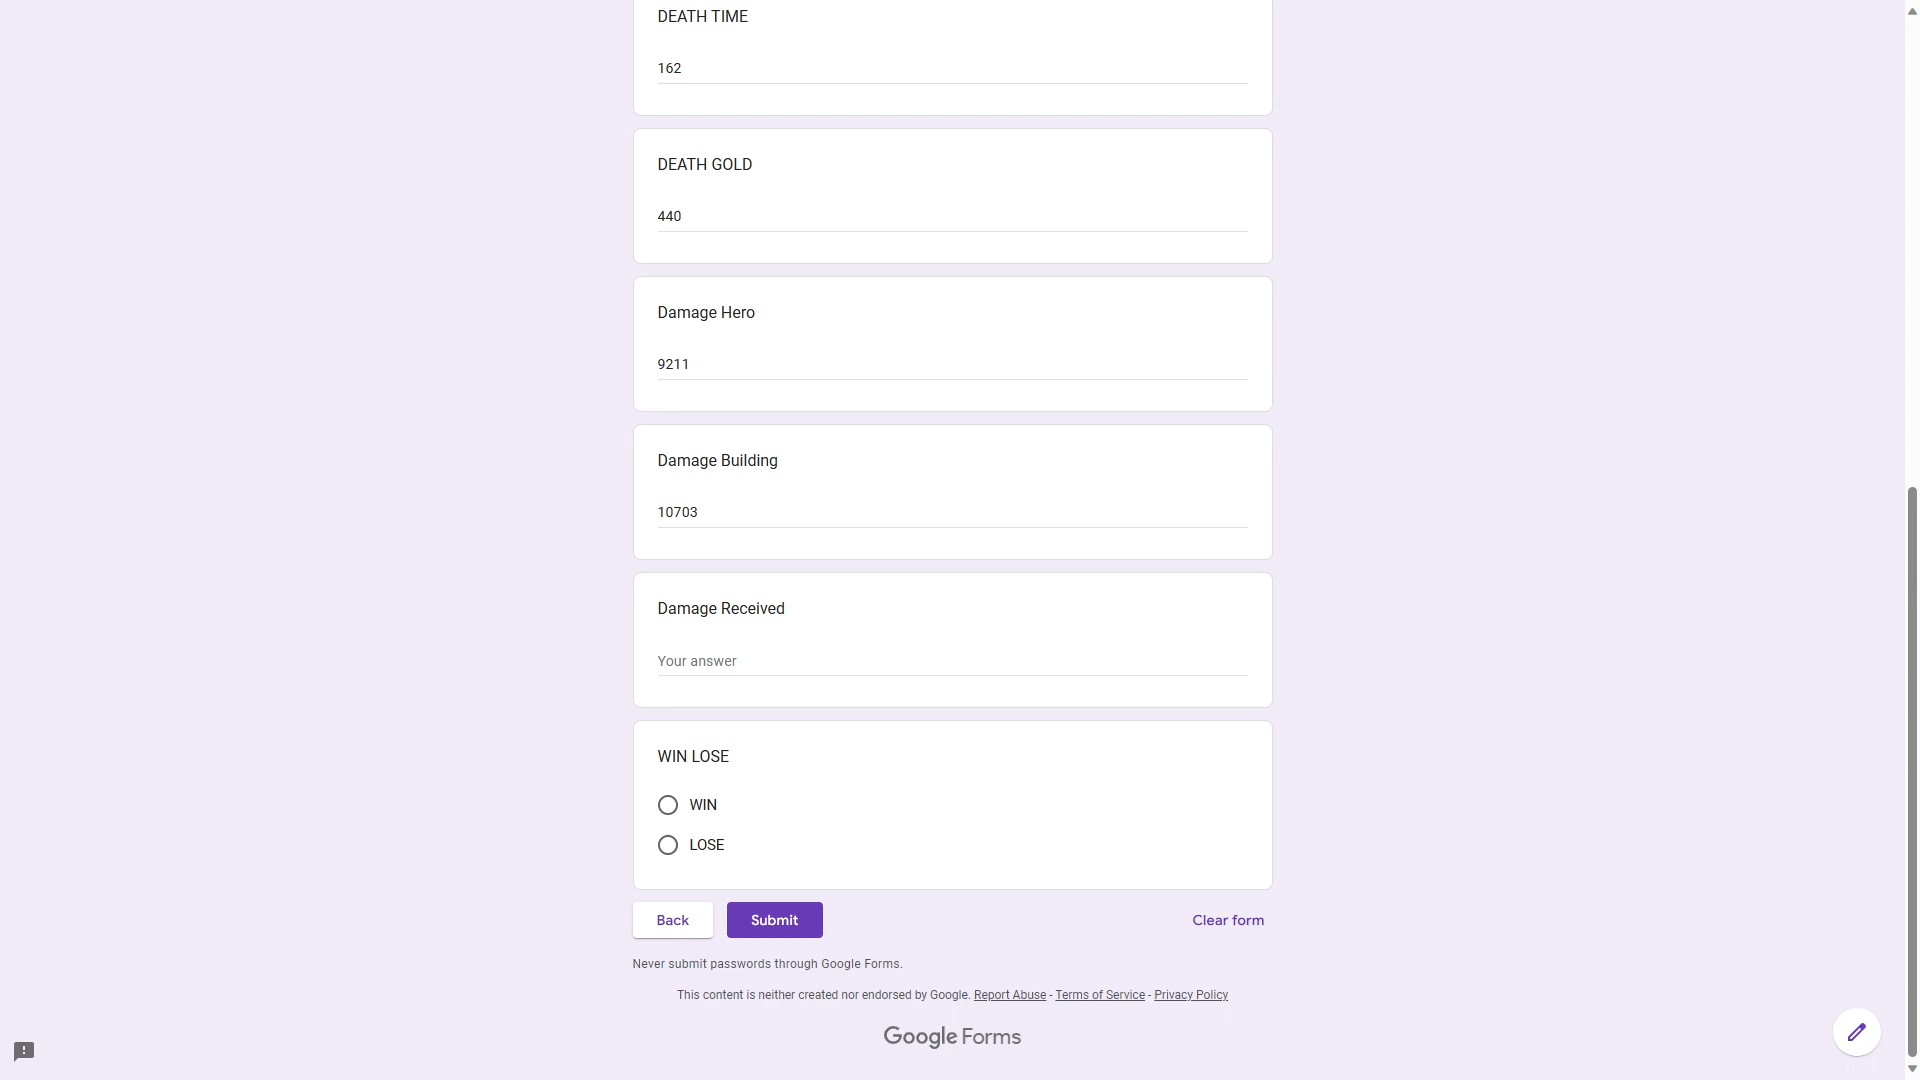 DEATH TIME
162
DEATH GOLD
440
Damage Hero
9211
Damage Building
10703
Damage Received
Your answer
WIN LOSE
WIN
LOSE
Back Submit Clear form
Never submit passwords through Google Forms.
This content is neither created nor endorsed by Google. Report Abuse - Terms of Service - Privacy Policy
Google Forms